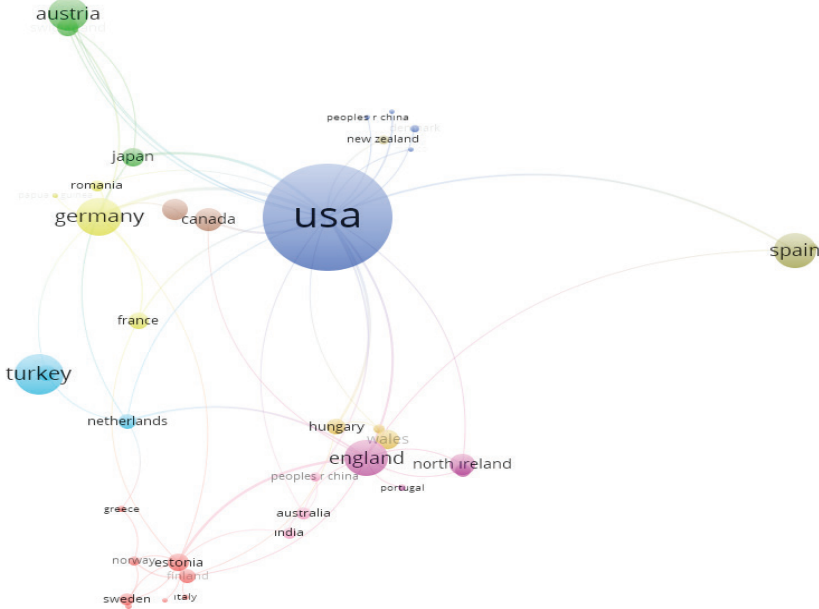 austria
peoples r china
new zealand
japan
romania
germany
canada
usa
spain
france
turkey
netherlands
hungary
wales
england
north ireland
peoples r china
portugal
greece
australia
india
norway
estonia
finland
sweden
italy